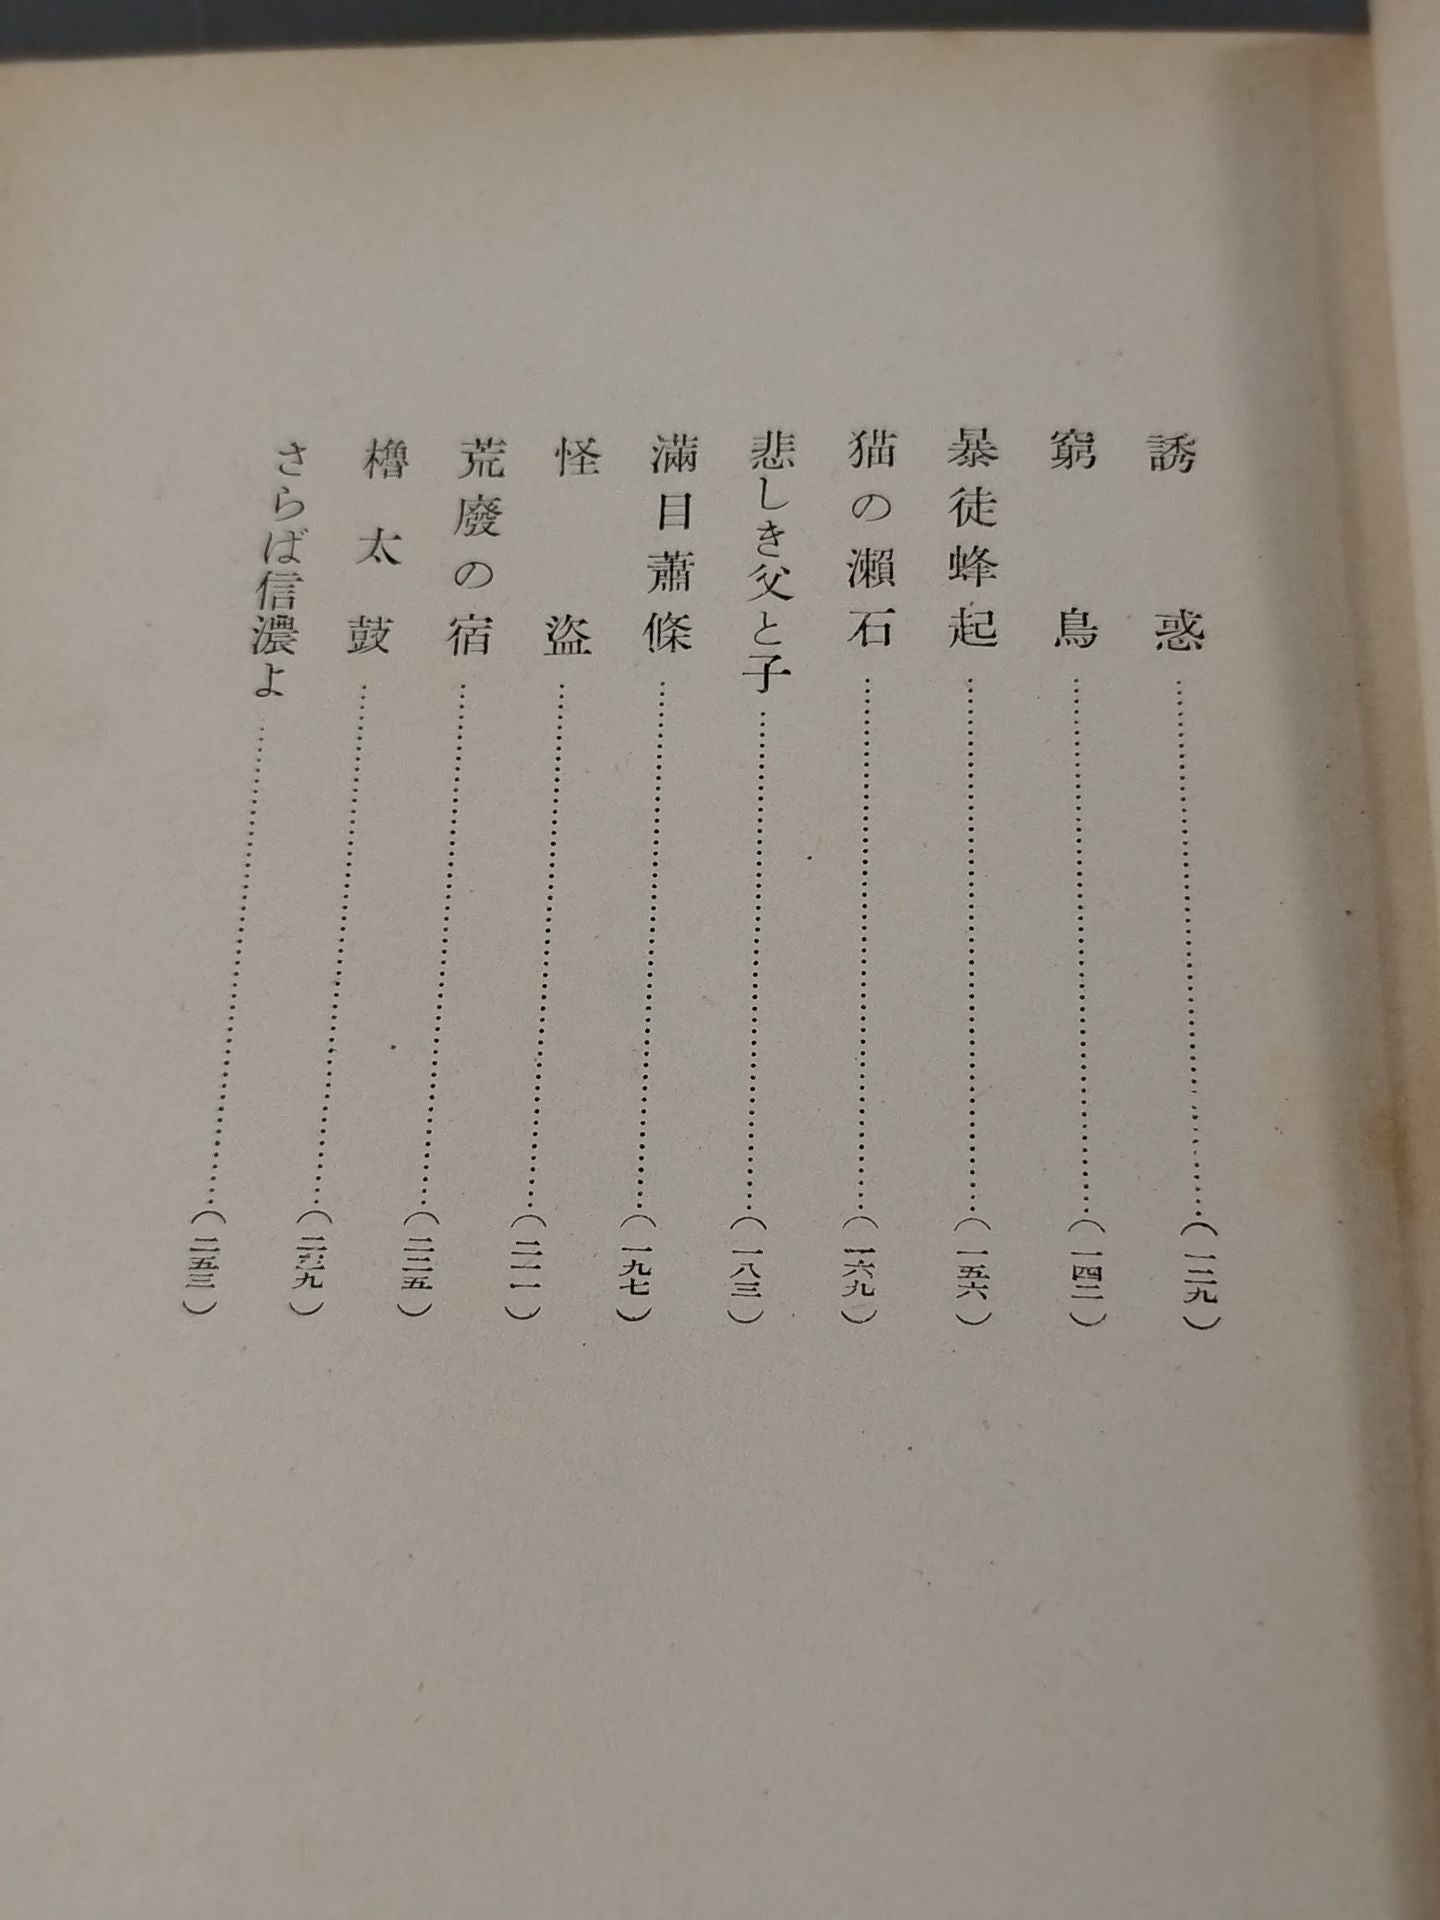 誘惑……(一二九)
窮鳥……(一四二)
暴徒蜂起……(一五六)
猫の瀬石……(一六九)
悲しき父と子……(一八三)
滿目蕭條……(一九七)
怪盜……(二一一)
荒廢の宿……(二二五)
櫓太鼓……(二三九)
さらば信濃よ……(二五三)